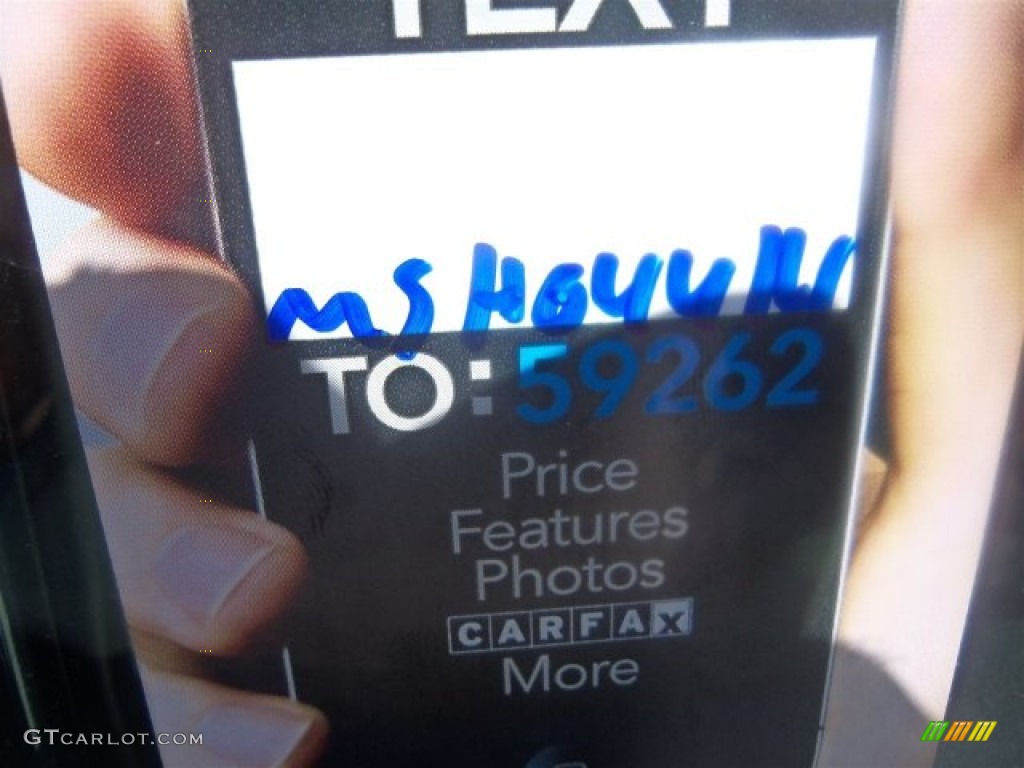 TEXT
TO: 59262
Price
Features
Photos
CARFAX
More
GTCARLOT.COM